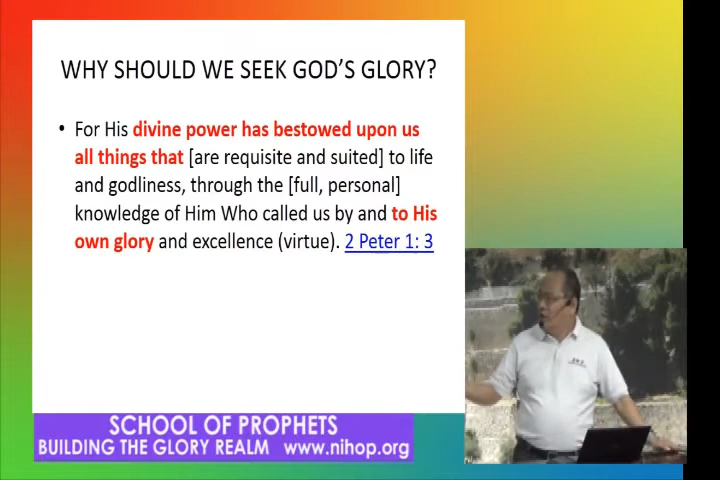 WHY SHOULD WE SEEK GOD'S GLORY?
• For His divine power has bestowed upon us
all things that [are requisite and suited] to life
and godliness, through the [full, personal]
knowledge of Him Who called us by and to His
own glory and excellence (virtue). 2 Peter 1: 3
SCHOOL OF PROPHETS
BUILDING THE GLORY REALM www.nihop.org